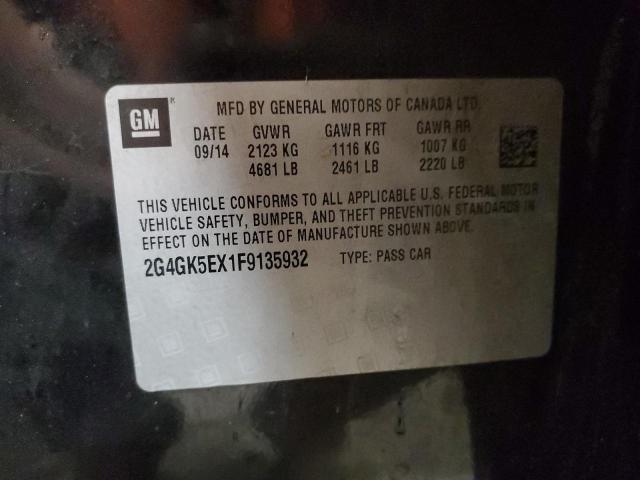 GM® MFD BY GENERAL MOTORS OF CANADA LTD.
DATE GVWR GAWR FRT GAWR RR
09/14 2123 KG 1116 KG 1007 KG
4681 LB 2461 LB 2220 LB
THIS VEHICLE CONFORMS TO ALL APPLICABLE U.S. FEDERAL MOTOR
VEHICLE SAFETY, BUMPER, AND THEFT PREVENTION STANDARDS IN
EFFECT ON THE DATE OF MANUFACTURE SHOWN ABOVE.
2G4GK5EX1F9135932 TYPE: PASS CAR